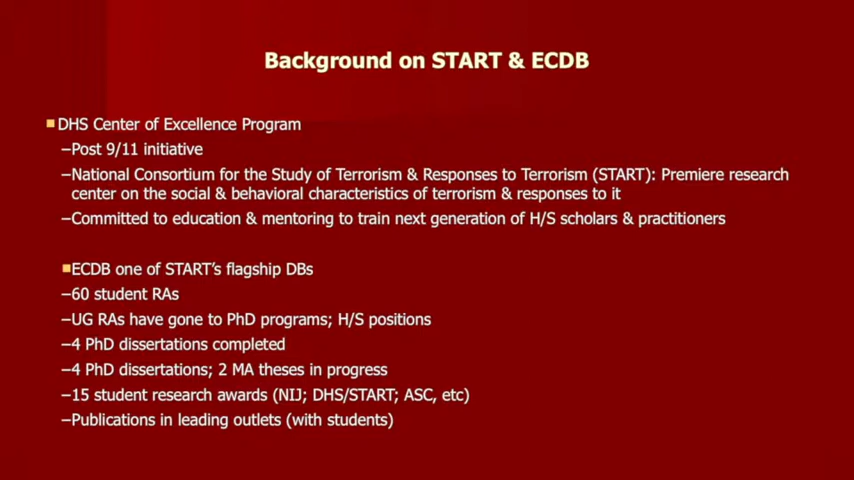 Background on START & ECDB
DHS Center of Excellence Program
–Post 9/11 initiative
–National Consortium for the Study of Terrorism & Responses to Terrorism (START): Premiere research
center on the social & behavioral characteristics of terrorism & responses to it
–Committed to education & mentoring to train next generation of H/S scholars & practitioners
ECDB one of START's flagship DBs
–60 student RAs
–UG RAs have gone to PhD programs; H/S positions
–4 PhD dissertations completed
–4 PhD dissertations; 2 MA theses in progress
–15 student research awards (NIJ; DHS/START; ASC, etc)
–Publications in leading outlets (with students)